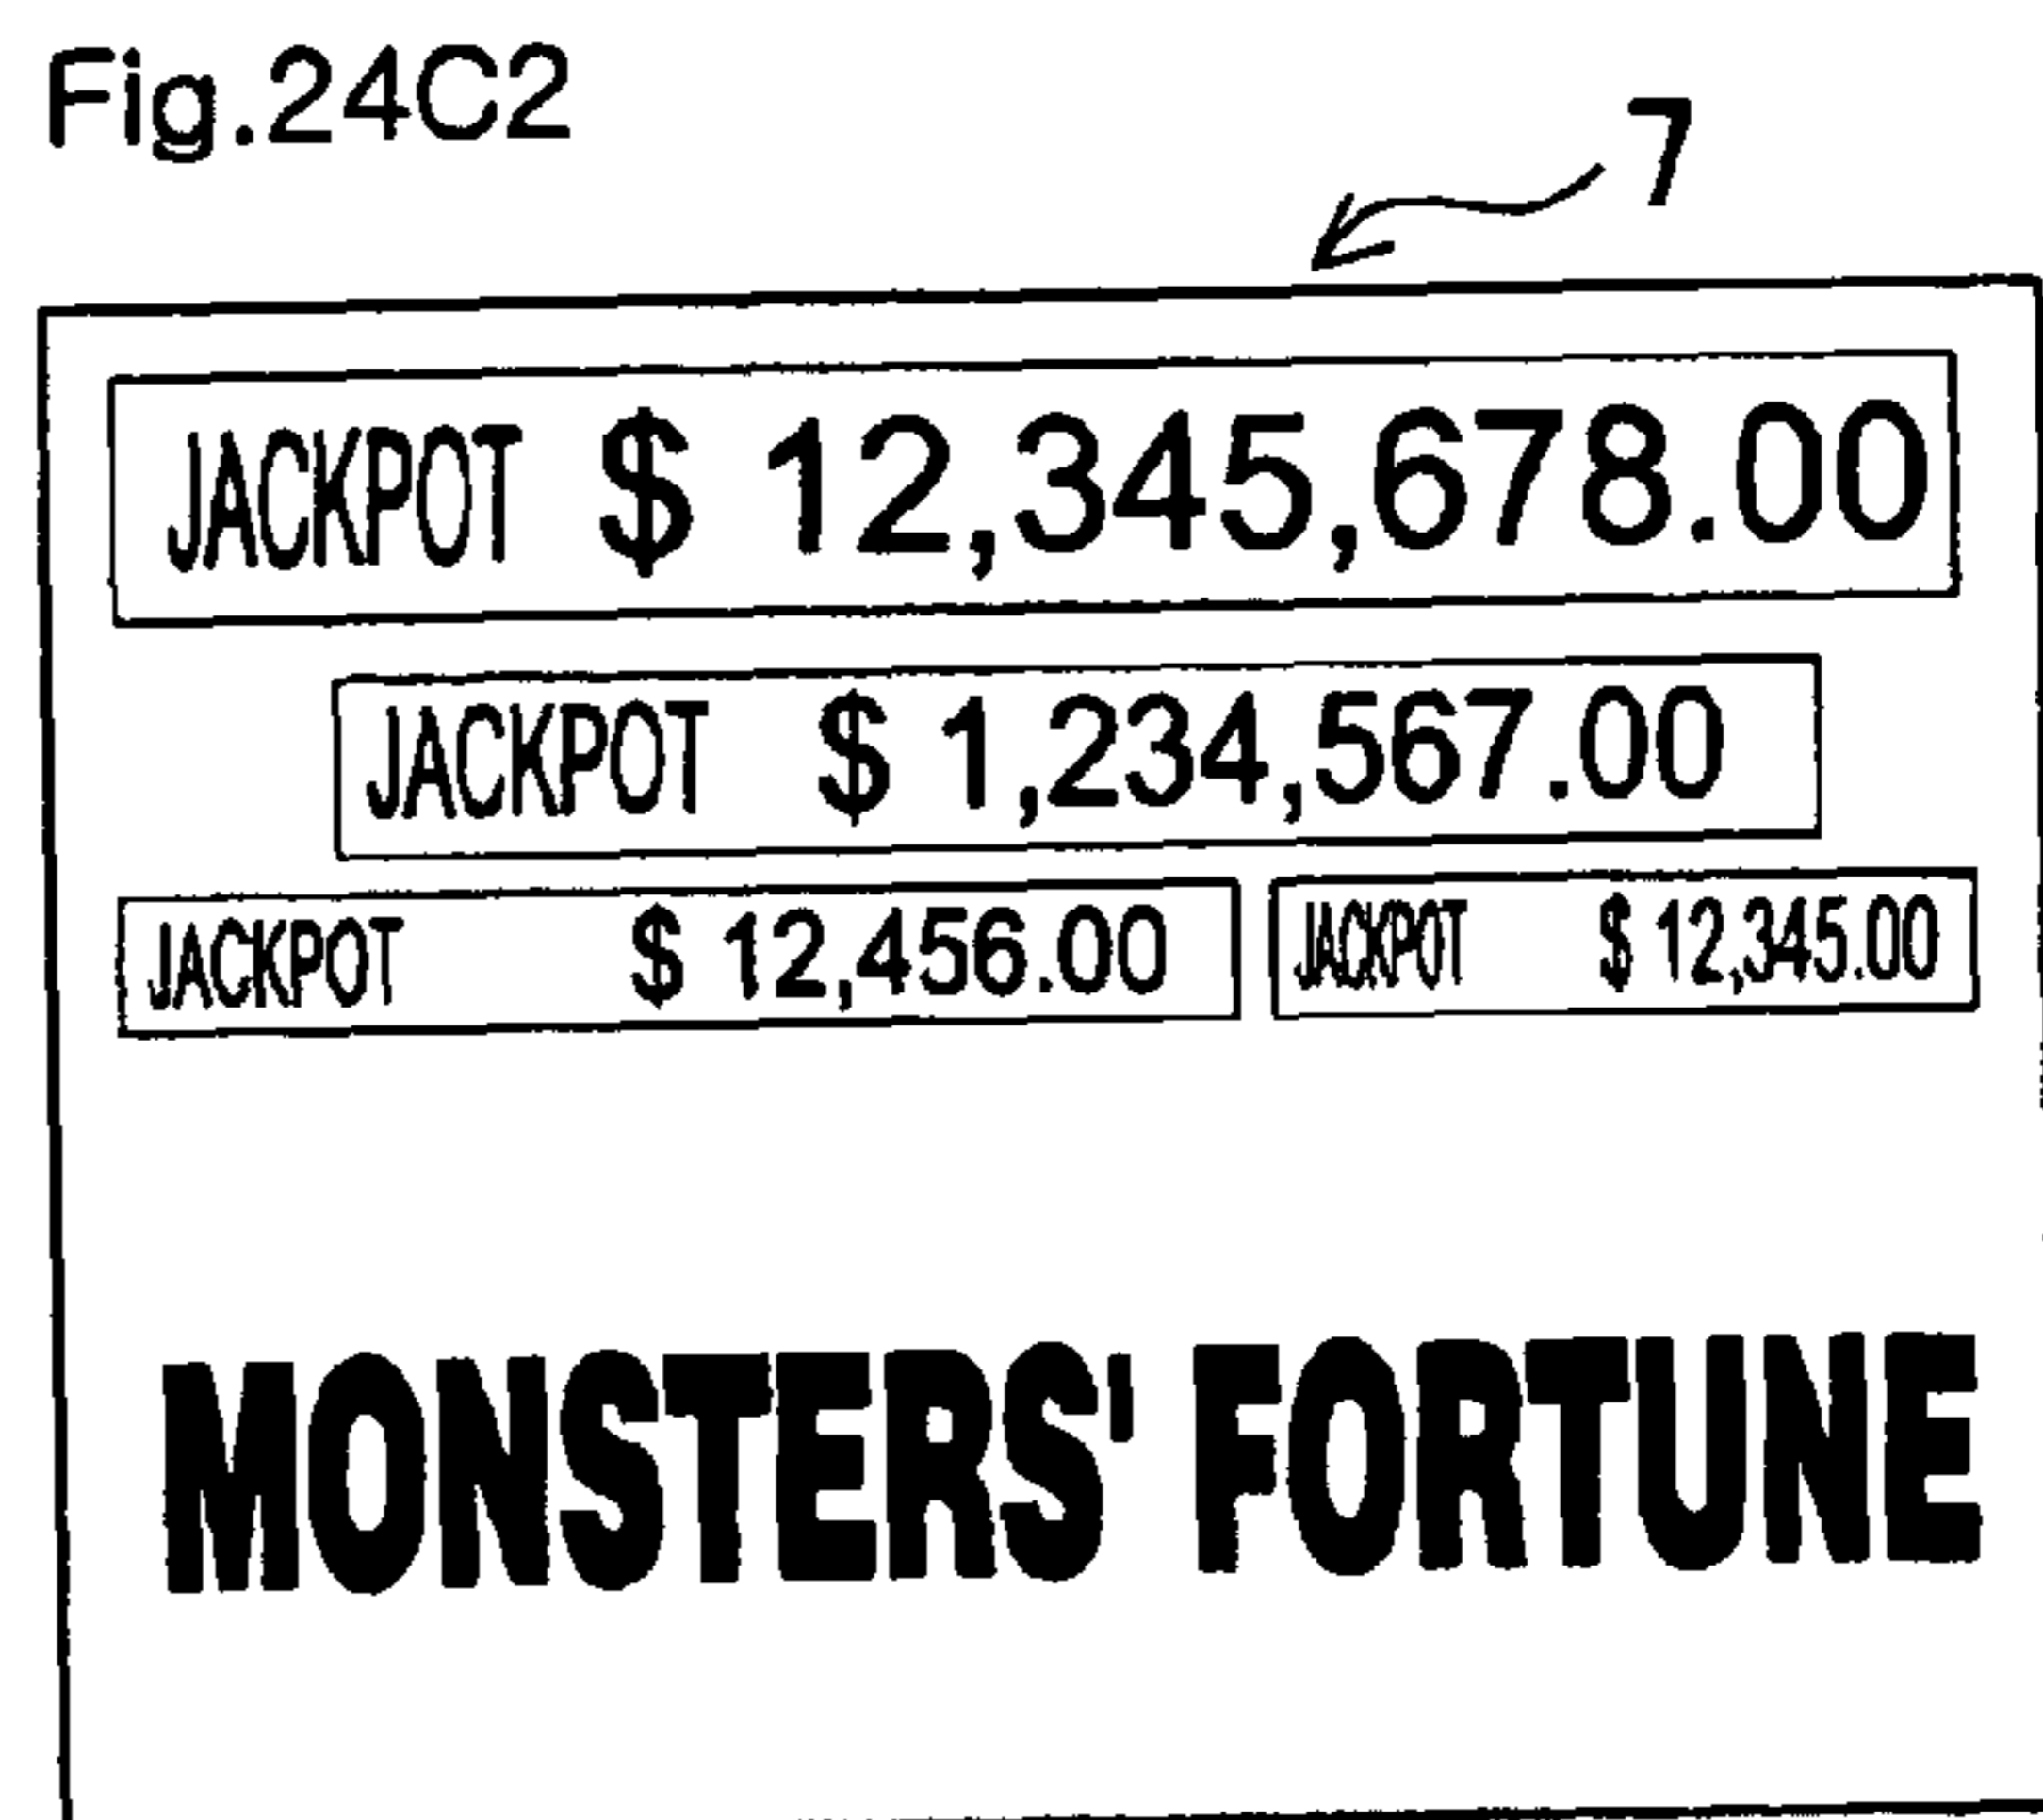 Fig.24C2
7
JACKPOT $ 12,345,678.00
JACKPOT $ 1,234,567.00
JACKPOT $ 12,456.00
JACKPOT $ 12,345.00
MONSTERS' FORTUNE